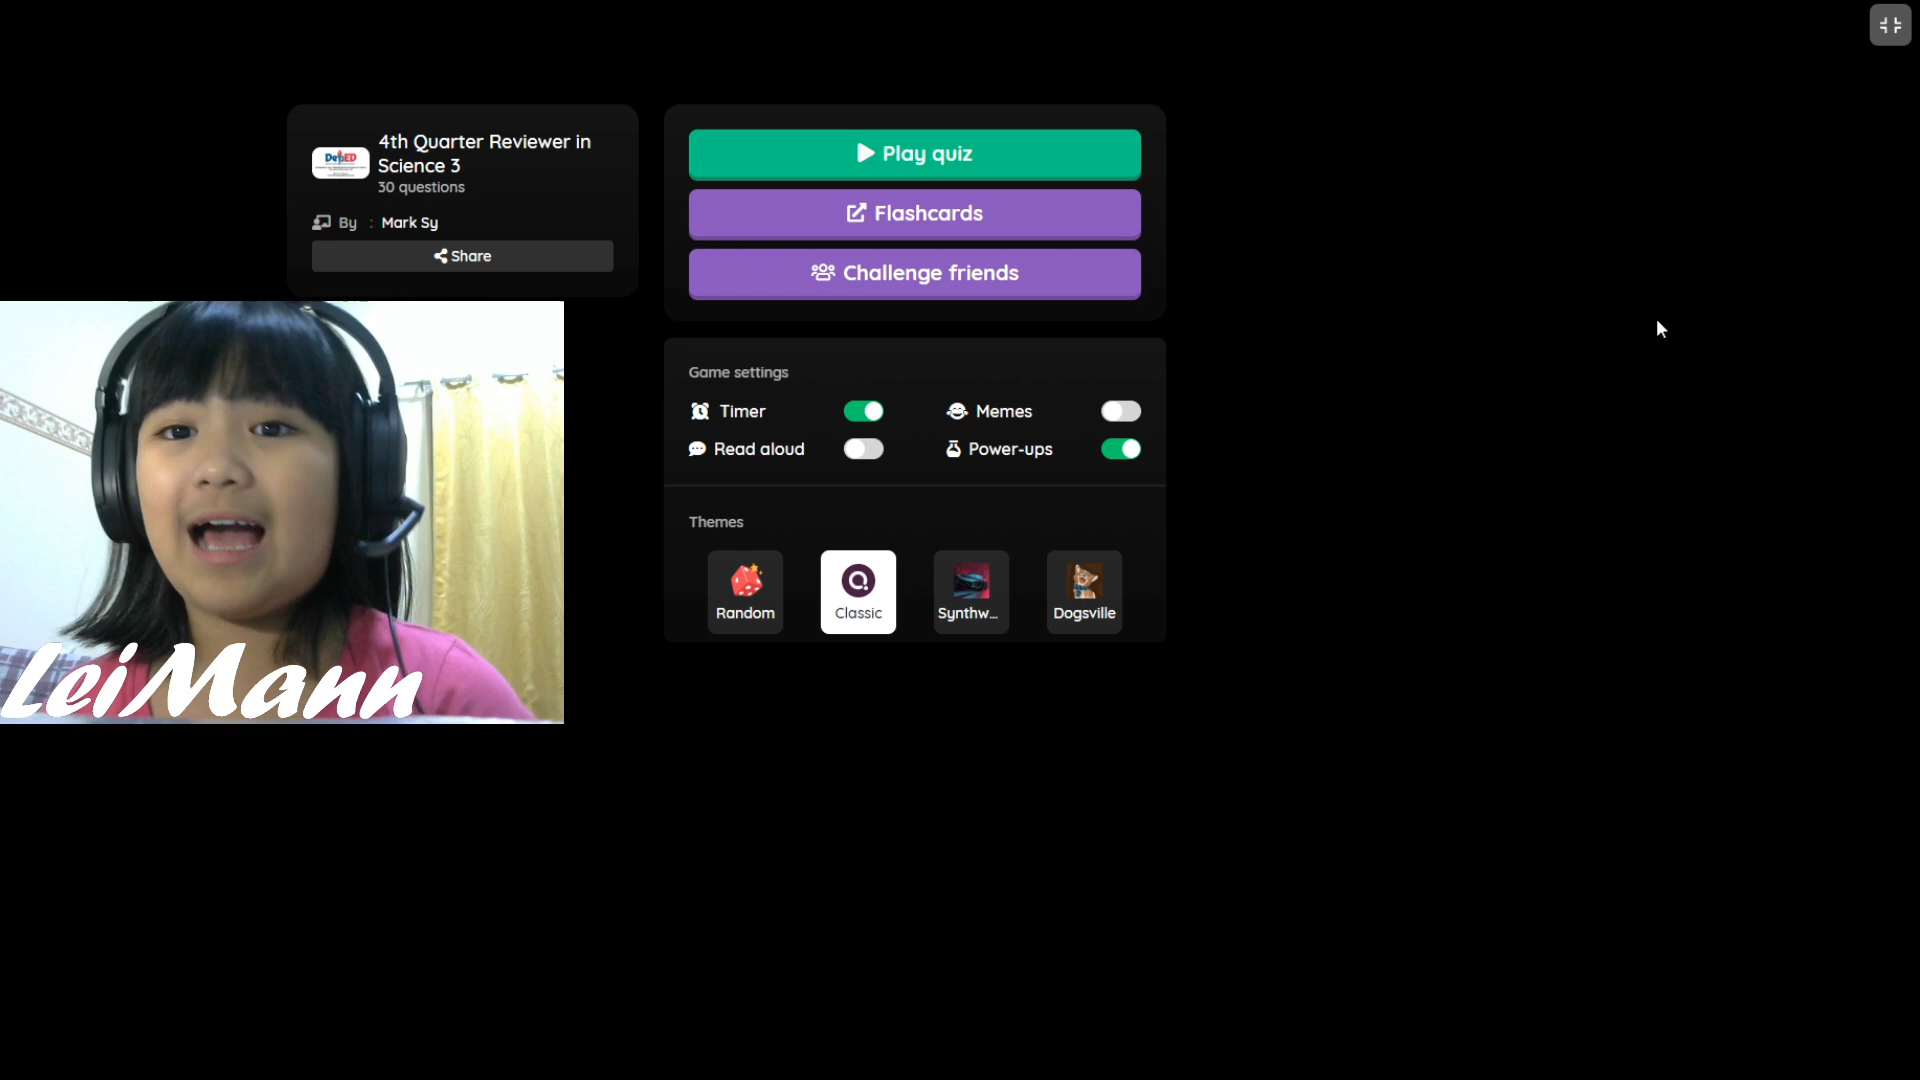 4th Quarter Reviewer in
Science 3
30 questions
By : Mark Sy
Share
Play quiz
Flashcards
Challenge friends
Game settings
Timer
Memes
Read aloud
Power-ups
Themes
Random
Classic
Synthw...
Dogsville
DepED
LeiMann